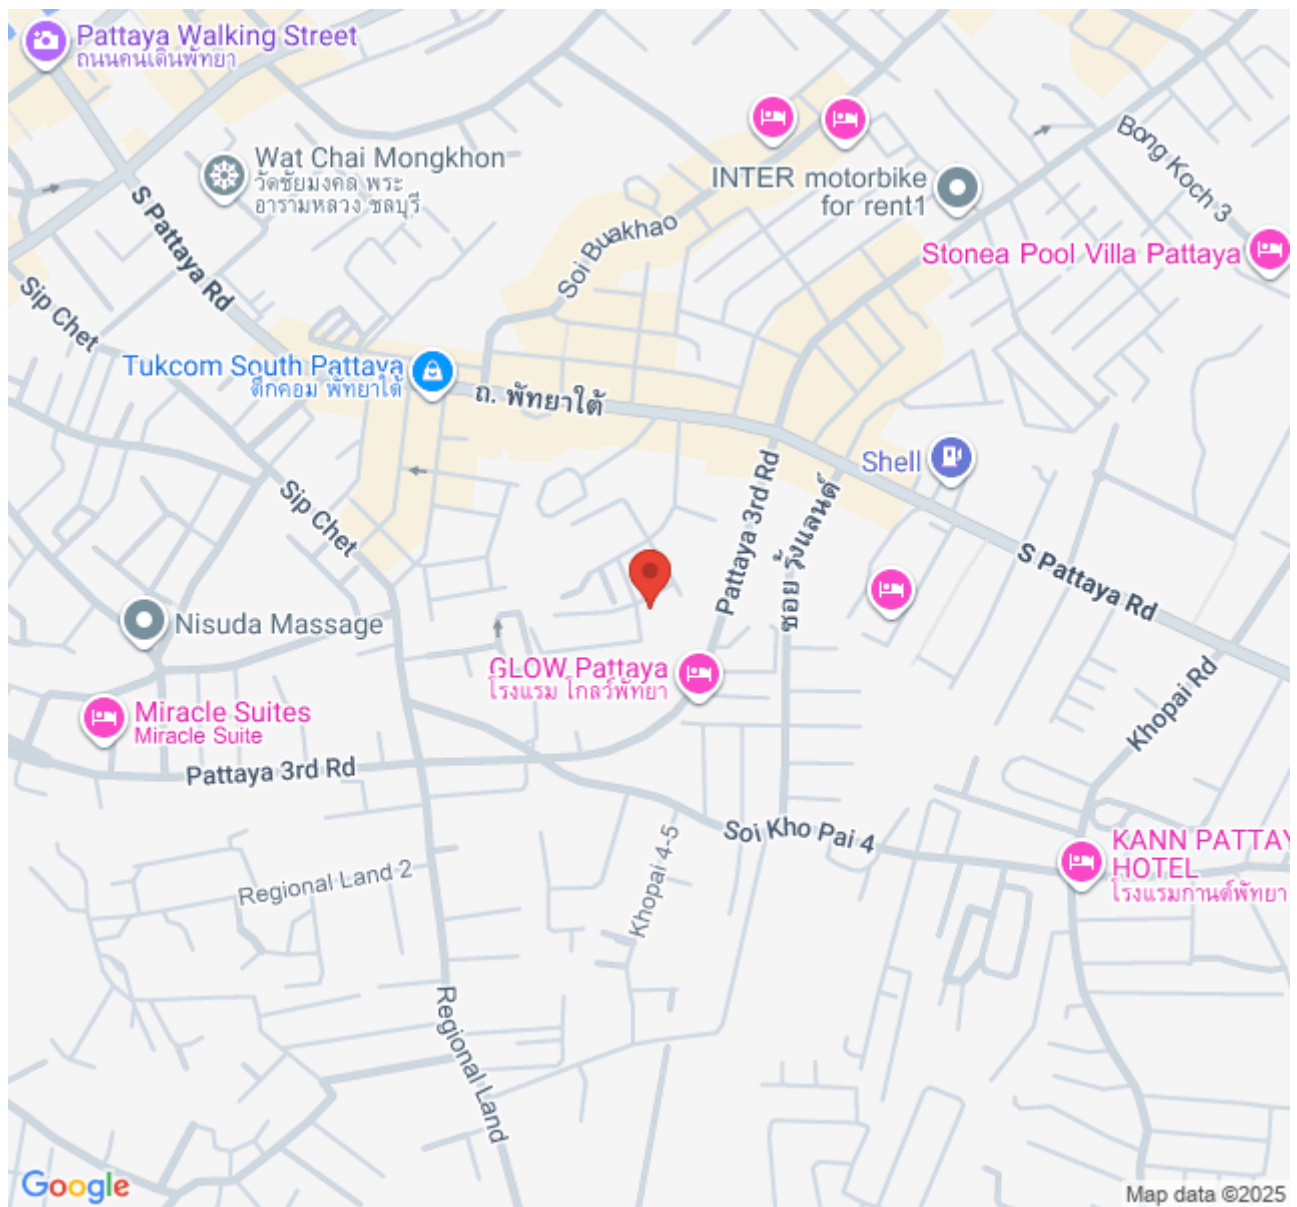 Pattaya Walking Street
ถนนคนเดินพัทยา
Wat Chai Mongkhon
วัดชัยมงคล พระ
อารามหลวง ชลบุรี
INTER motorbike
for rent1
Bong Koch 3
Stonea Pool Villa Pattaya
Soi Buakhao
S Pattaya Rd
Sip Chet
Tukcom South Pattaya
ตึกคอม พัทยาใต้
ถ. พัทยาใต้
Shell
Pattaya 3rd Rd
ซอย วุ้งแลนด์
Sip Chet
S Pattaya Rd
Nisuda Massage
GLOW Pattaya
โรงแรม โกลว์พัทยา
Miracle Suites
Miracle Suite
Khopai Rd
Pattaya 3rd Rd
Soi Kho Pai 4
KANN PATTAY
HOTEL
โรงแรมกานต์พัทยา
Khopai 4-5
Regional Land 2
Regional Land
Google
Map data ©2025